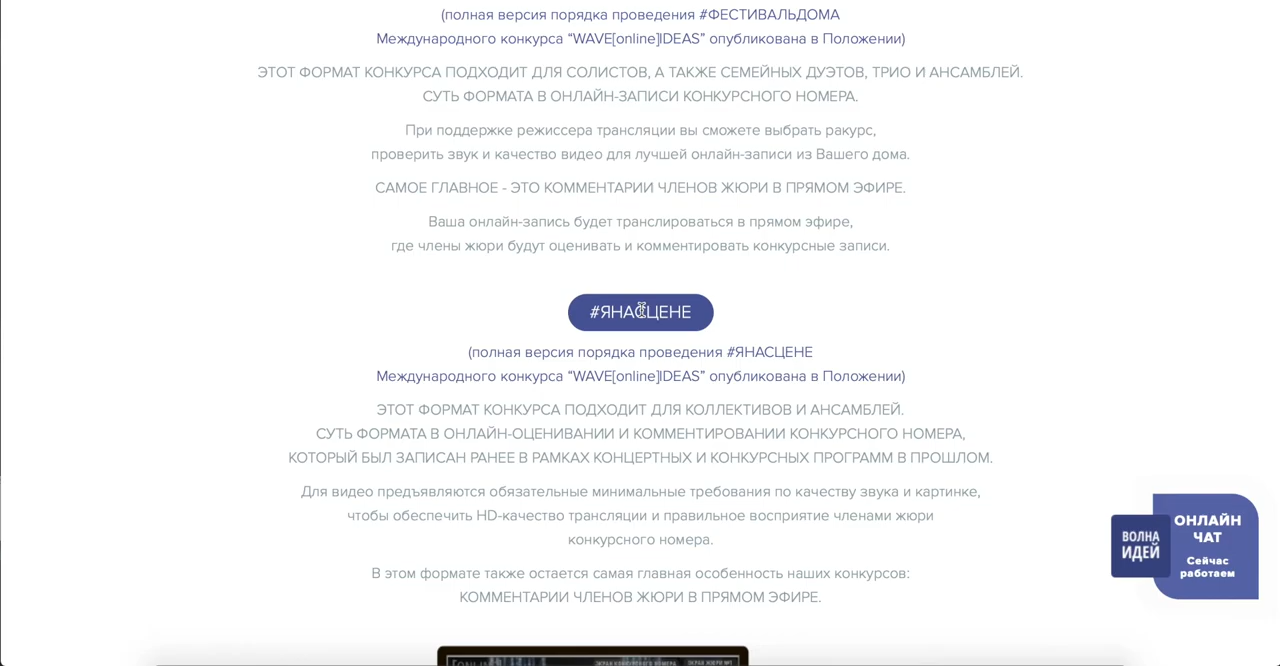 (полная версия порядка проведения #ФЕСТИВАЛЬДОМА
Международного конкурса “WAVE[online]IDEAS” опубликована в Положении)
ЭТОТ ФОРМАТ КОНКУРСА ПОДХОДИТ ДЛЯ СОЛИСТОВ, А ТАКЖЕ СЕМЕЙНЫХ ДУЭТОВ, ТРИО И АНСАМБЛЕЙ.
СУТЬ ФОРМАТА В ОНЛАЙН-ЗАПИСИ КОНКУРСНОГО НОМЕРА.
При поддержке режиссера трансляции вы сможете выбрать ракурс,
проверить звук и качество видео для лучшей онлайн-записи из Вашего дома.
САМОЕ ГЛАВНОЕ - ЭТО КОММЕНТАРИИ ЧЛЕНОВ ЖЮРИ В ПРЯМОМ ЭФИРЕ.
Ваша онлайн-запись будет транслироваться в прямом эфире,
где члены жюри будут оценивать и комментировать конкурсные записи.
#ЯНАСЦЕНЕ
(полная версия порядка проведения #ЯНАСЦЕНЕ
Международного конкурса “WAVE[online]IDEAS” опубликована в Положении)
ЭТОТ ФОРМАТ КОНКУРСА ПОДХОДИТ ДЛЯ КОЛЛЕКТИВОВ И АНСАМБЛЕЙ.
СУТЬ ФОРМАТА В ОНЛАЙН-ОЦЕНИВАНИИ И КОММЕНТИРОВАНИИ КОНКУРСНОГО НОМЕРА,
КОТОРЫЙ БЫЛ ЗАПИСАН РАНЕЕ В РАМКАХ КОНЦЕРТНЫХ И КОНКУРСНЫХ ПРОГРАММ В ПРОШЛОМ.
Для видео предъявляются обязательные минимальные требования по качеству звука и картинке,
чтобы обеспечить HD-качество трансляции и правильное восприятие членами жюри
конкурсного номера.
В этом формате также остается самая главная особенность наших конкурсов:
КОММЕНТАРИИ ЧЛЕНОВ ЖЮРИ В ПРЯМОМ ЭФИРЕ.
ВОЛНА
ИДЕЙ
ОНЛАЙН
ЧАТ
Сейчас
работаем
ЭКРАН КОНКУРСНОГО НОМЕРА
ЭКРАН ЖЮРИ №1